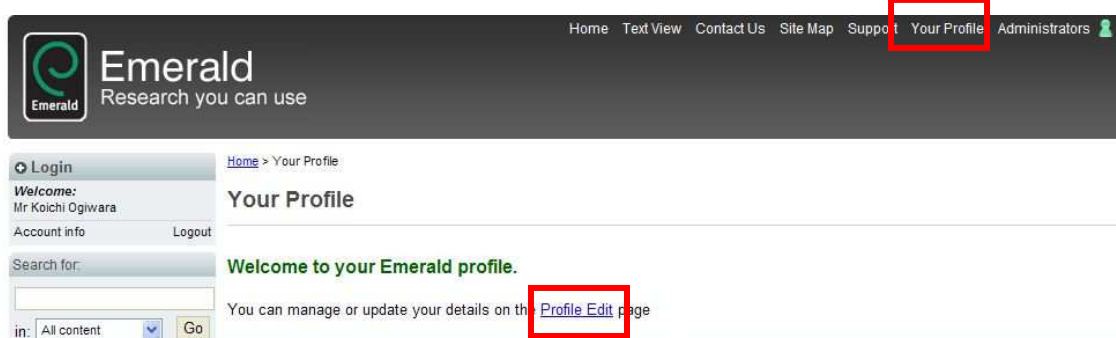 Home Text View Contact Us Site Map Support Your Profile Administrators
Emerald
Emerald
Research you can use
Login
Welcome:
Mr Koichi Ogiwara
Account info Logout
Search for:
in: All content Go
Home > Your Profile
Your Profile
Welcome to your Emerald profile.
You can manage or update your details on the Profile Edit page